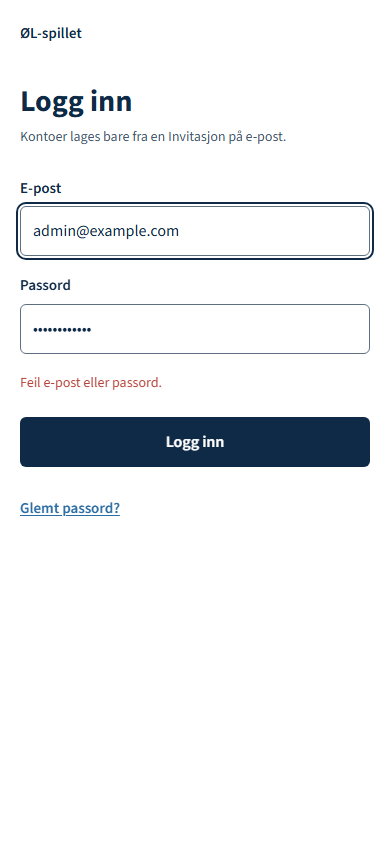 ØL-spillet
Logg inn
Kontoer lages bare fra en Invitasjon på e-post.
E-post
admin@example.com
Passord
••••••••••••
Feil e-post eller passord.
Logg inn
Glemt passord?